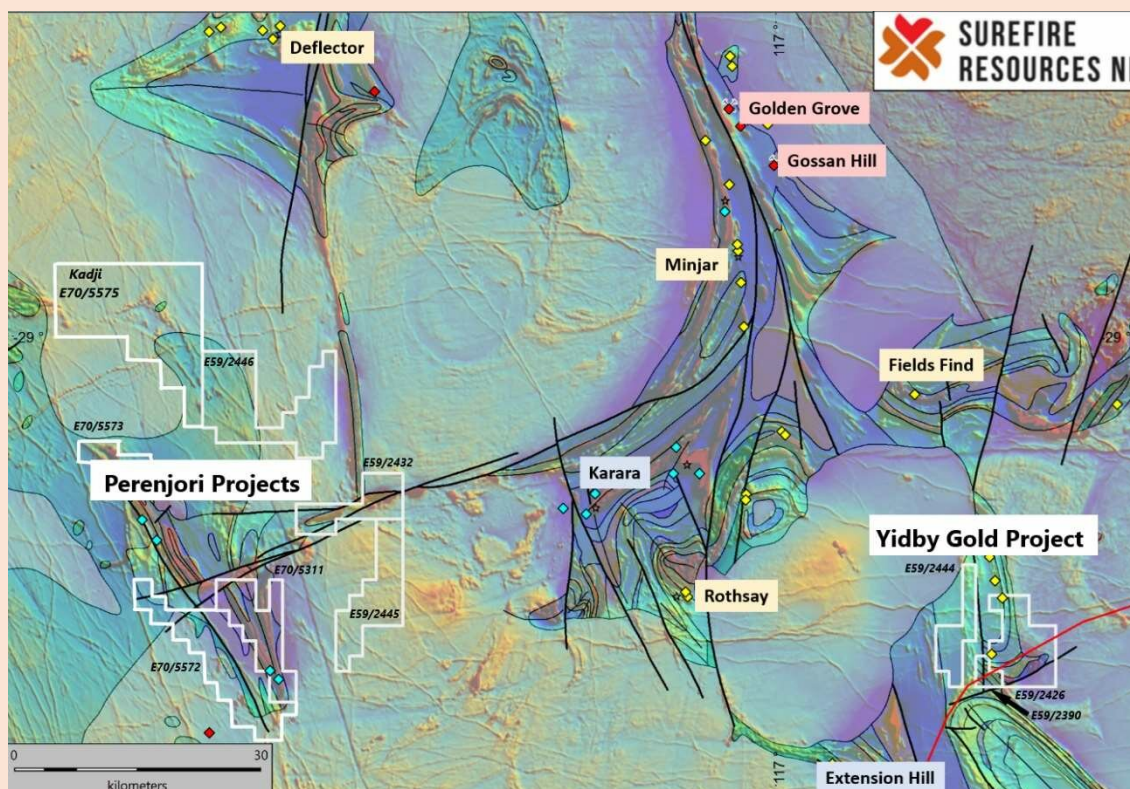 Deflector
117 °
SUREFIRE
RESOURCES N
Golden Grove
Gossan Hill
Minjar
Kadji
E70/5575
-29 °
-29 °
E59/2446
Fields Find
E70/5573
E59/2432
Perenjori Projects
Karara
Yidby Gold Project
E59/2444
E70/5311
Rothsay
E59/2445
E70/5572
E59/2426
E59/2390
0
30
kilometers
117 °
Extension Hill